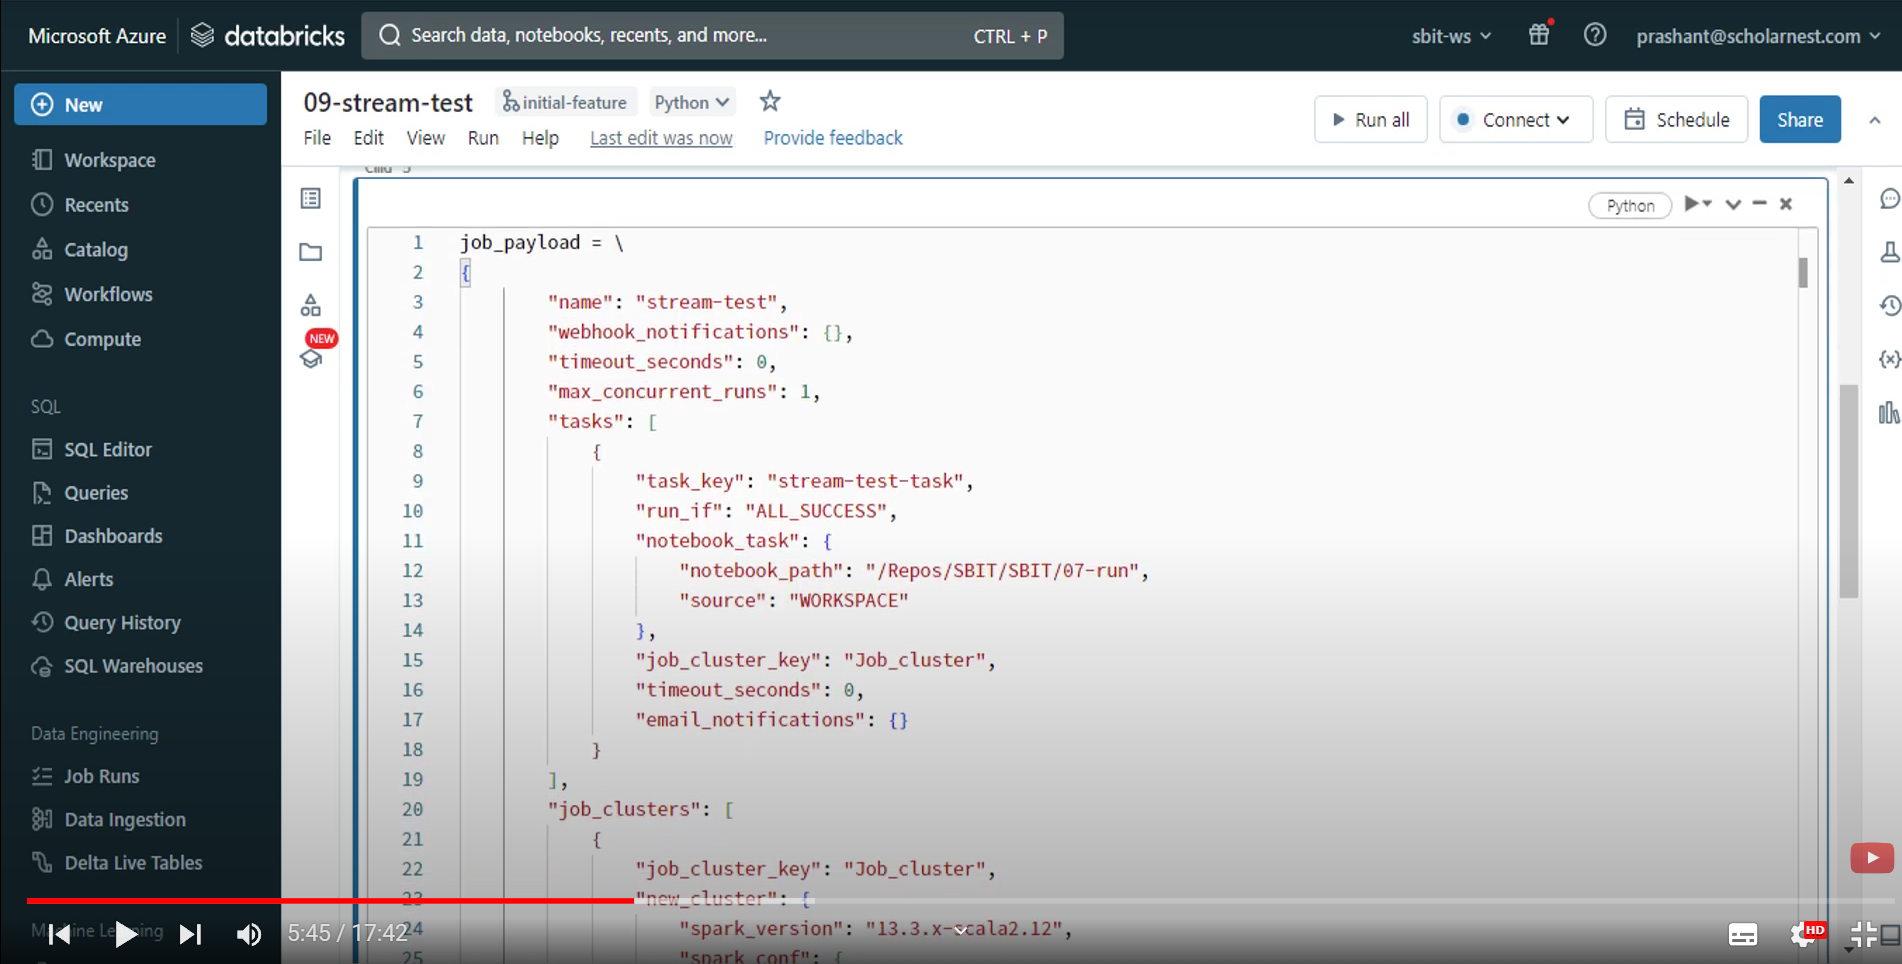 Microsoft Azure databricks Search data, notebooks, recents, and more... CTRL + P sbit-ws prashant@scholarnest.com
New
Workspace
Recents
Catalog
Workflows
Compute
SQL
SQL Editor
Queries
Dashboards
Alerts
Query History
SQL Warehouses
Data Engineering
Job Runs
Data Ingestion
Delta Live Tables
Machine Learning
09-stream-test initial-feature Python
File Edit View Run Help Last edit was now Provide feedback
Run all Connect Schedule Share
NEW
Cmd 5
Python
1 job_payload = \
2 {
3 "name": "stream-test",
4 "webhook_notifications": {},
5 "timeout_seconds": 0,
6 "max_concurrent_runs": 1,
7 "tasks": [
8 {
9 "task_key": "stream-test-task",
10 "run_if": "ALL_SUCCESS",
11 "notebook_task": {
12 "notebook_path": "/Repos/SBIT/SBIT/07-run",
13 "source": "WORKSPACE"
14 },
15 "job_cluster_key": "Job_cluster",
16 "timeout_seconds": 0,
17 "email_notifications": {}
18 }
19 ],
20 "job_clusters": [
21 {
22 "job_cluster_key": "Job_cluster",
23 "new_cluster": {
24 "spark_version": "13.3.x-scala2.12",
25 "spark_conf": {
5:45 / 17:42
HD